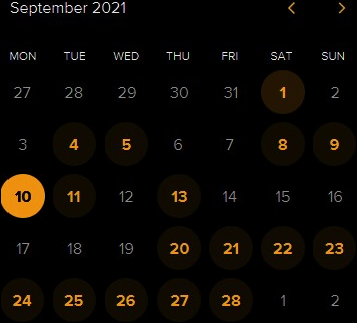 September 2021
MON TUE WED THU FRI SAT SUN
27 28 29 30 31 1 2
3 4 5 6 7 8 9
10 11 12 13 14 15 16
17 18 19 20 21 22 23
24 25 26 27 28 1 2